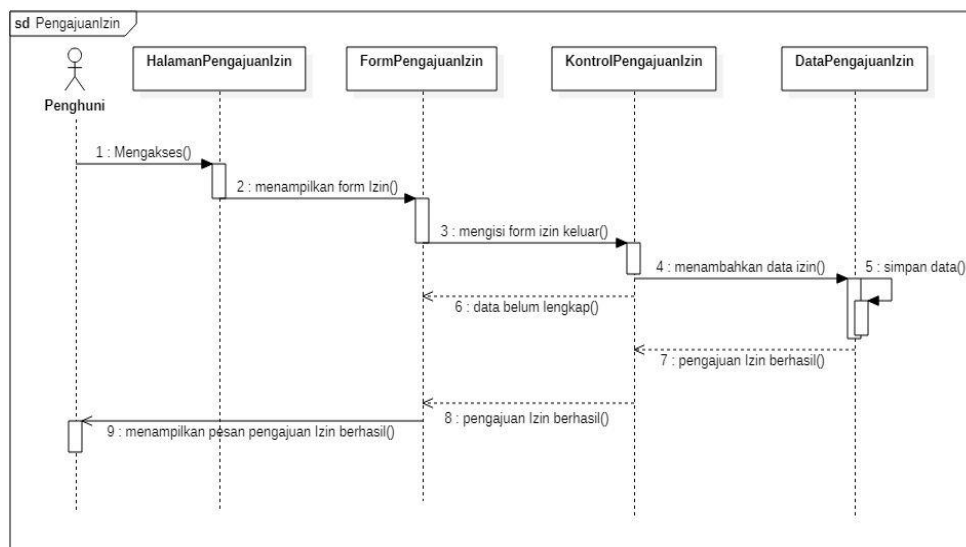 sd PengajuanIzin
HalamanPengajuanIzin
FormPengajuanIzin
KontrolPengajuanIzin
DataPengajuanIzin
Penghuni
1 : Mengakses()
2 : menampilkan form Izin()
3 : mengisi form izin keluar()
4 : menambahkan data izin()
5 : simpan data()
6 : data belum lengkap()
7 : pengajuan Izin berhasil()
8 : pengajuan Izin berhasil()
9 : menampilkan pesan pengajuan Izin berhasil()